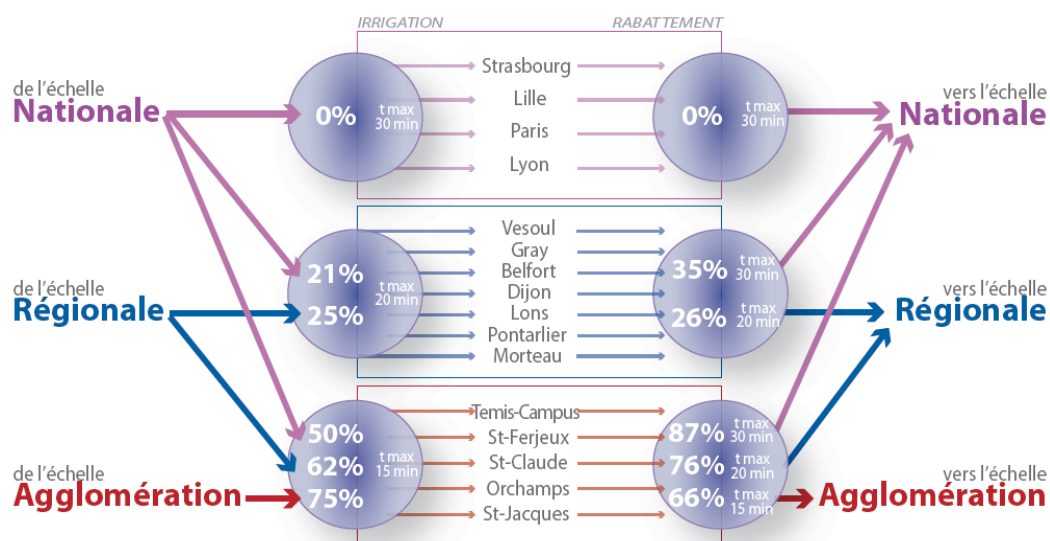 IRRIGATION
RABATTEMENT
de l'échelle
Nationale
0%
t max
30 min
Strasbourg
Lille
Paris
Lyon
0%
t max
30 min
vers l'échelle
Nationale
de l'échelle
Régionale
21%
25%
t max
20 min
Vesoul
Gray
Belfort
Dijon
Lons
Pontarlier
Morteau
35%
t max
30 min
26%
t max
20 min
vers l'échelle
Régionale
de l'échelle
Agglomération
50%
62%
75%
t max
15 min
Temis-Campus
St-Ferjeux
St-Claude
Orchamps
St-Jacques
87%
t max
30 min
76%
t max
20 min
66%
t max
15 min
vers l'échelle
Agglomération